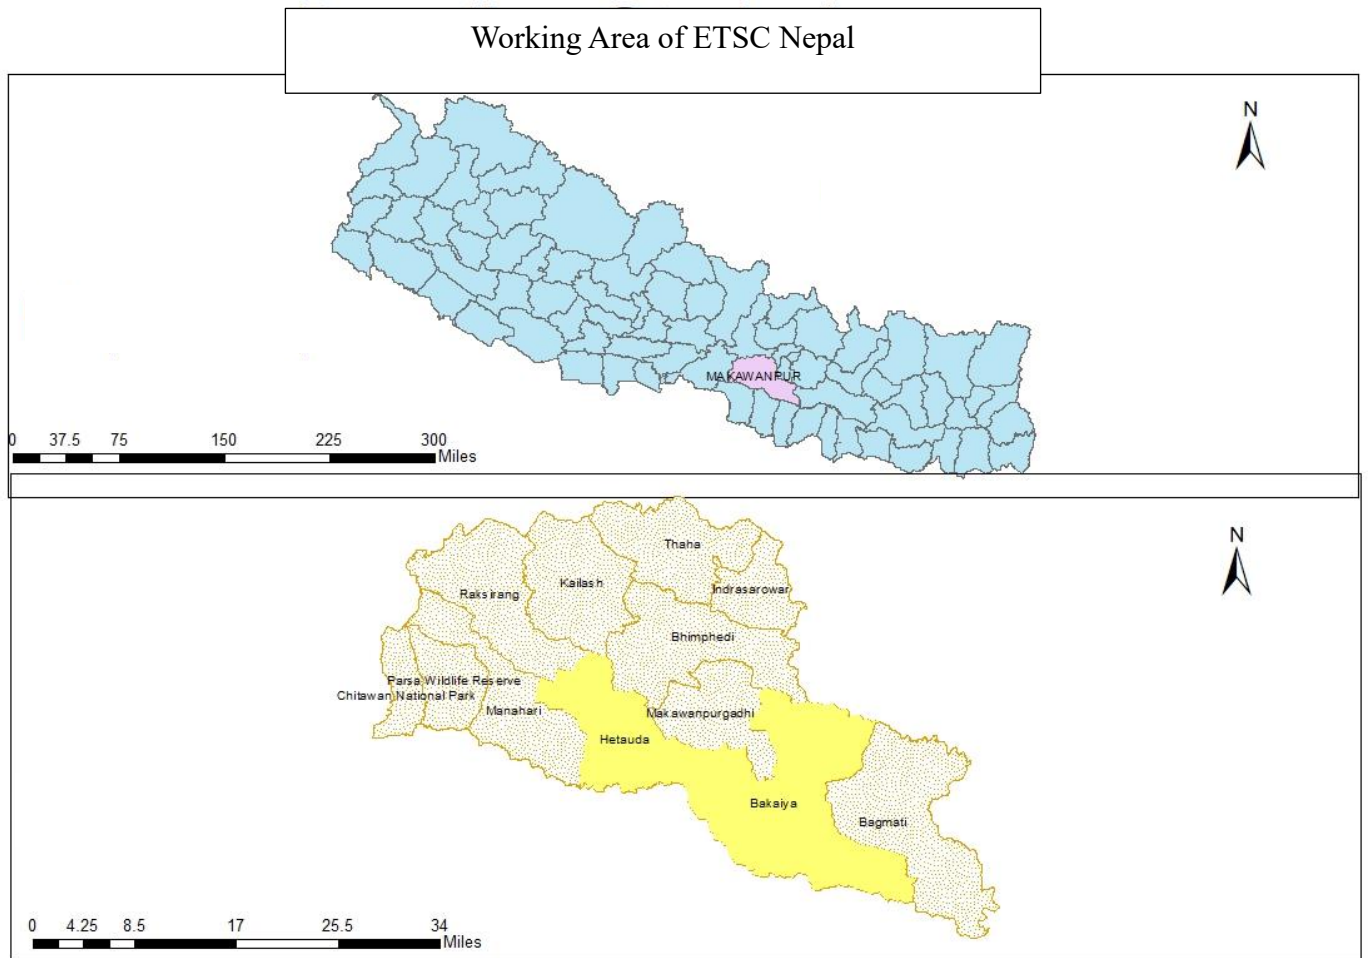 Working Area of ETSC Nepal
N
MAKAWANPUR
0 37.5 75 150 225 300
Miles
N
Thaha
Kailash
Indrasarowar
Raksirang
Bhimphedi
Parsa Wildlife Reserve
Chitawan National Park
Manahari
Makawanpurgadhi
Hetauda
Bakaiya
Bagmati
0 4.25 8.5 17 25.5 34
Miles